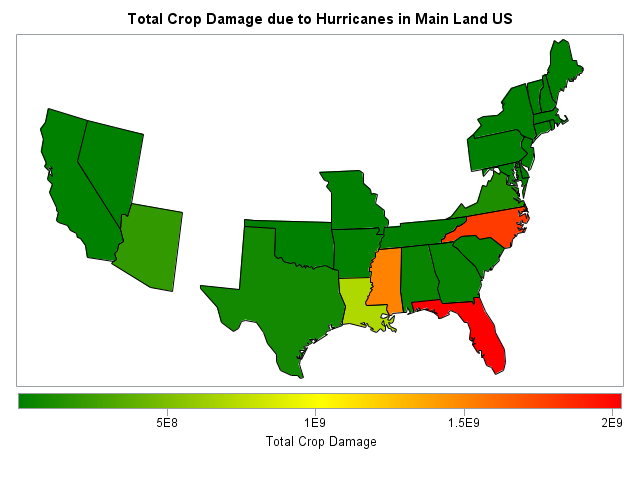 Total Crop Damage due to Hurricanes in Main Land US
5E8 1E9 1.5E9 2E9
Total Crop Damage